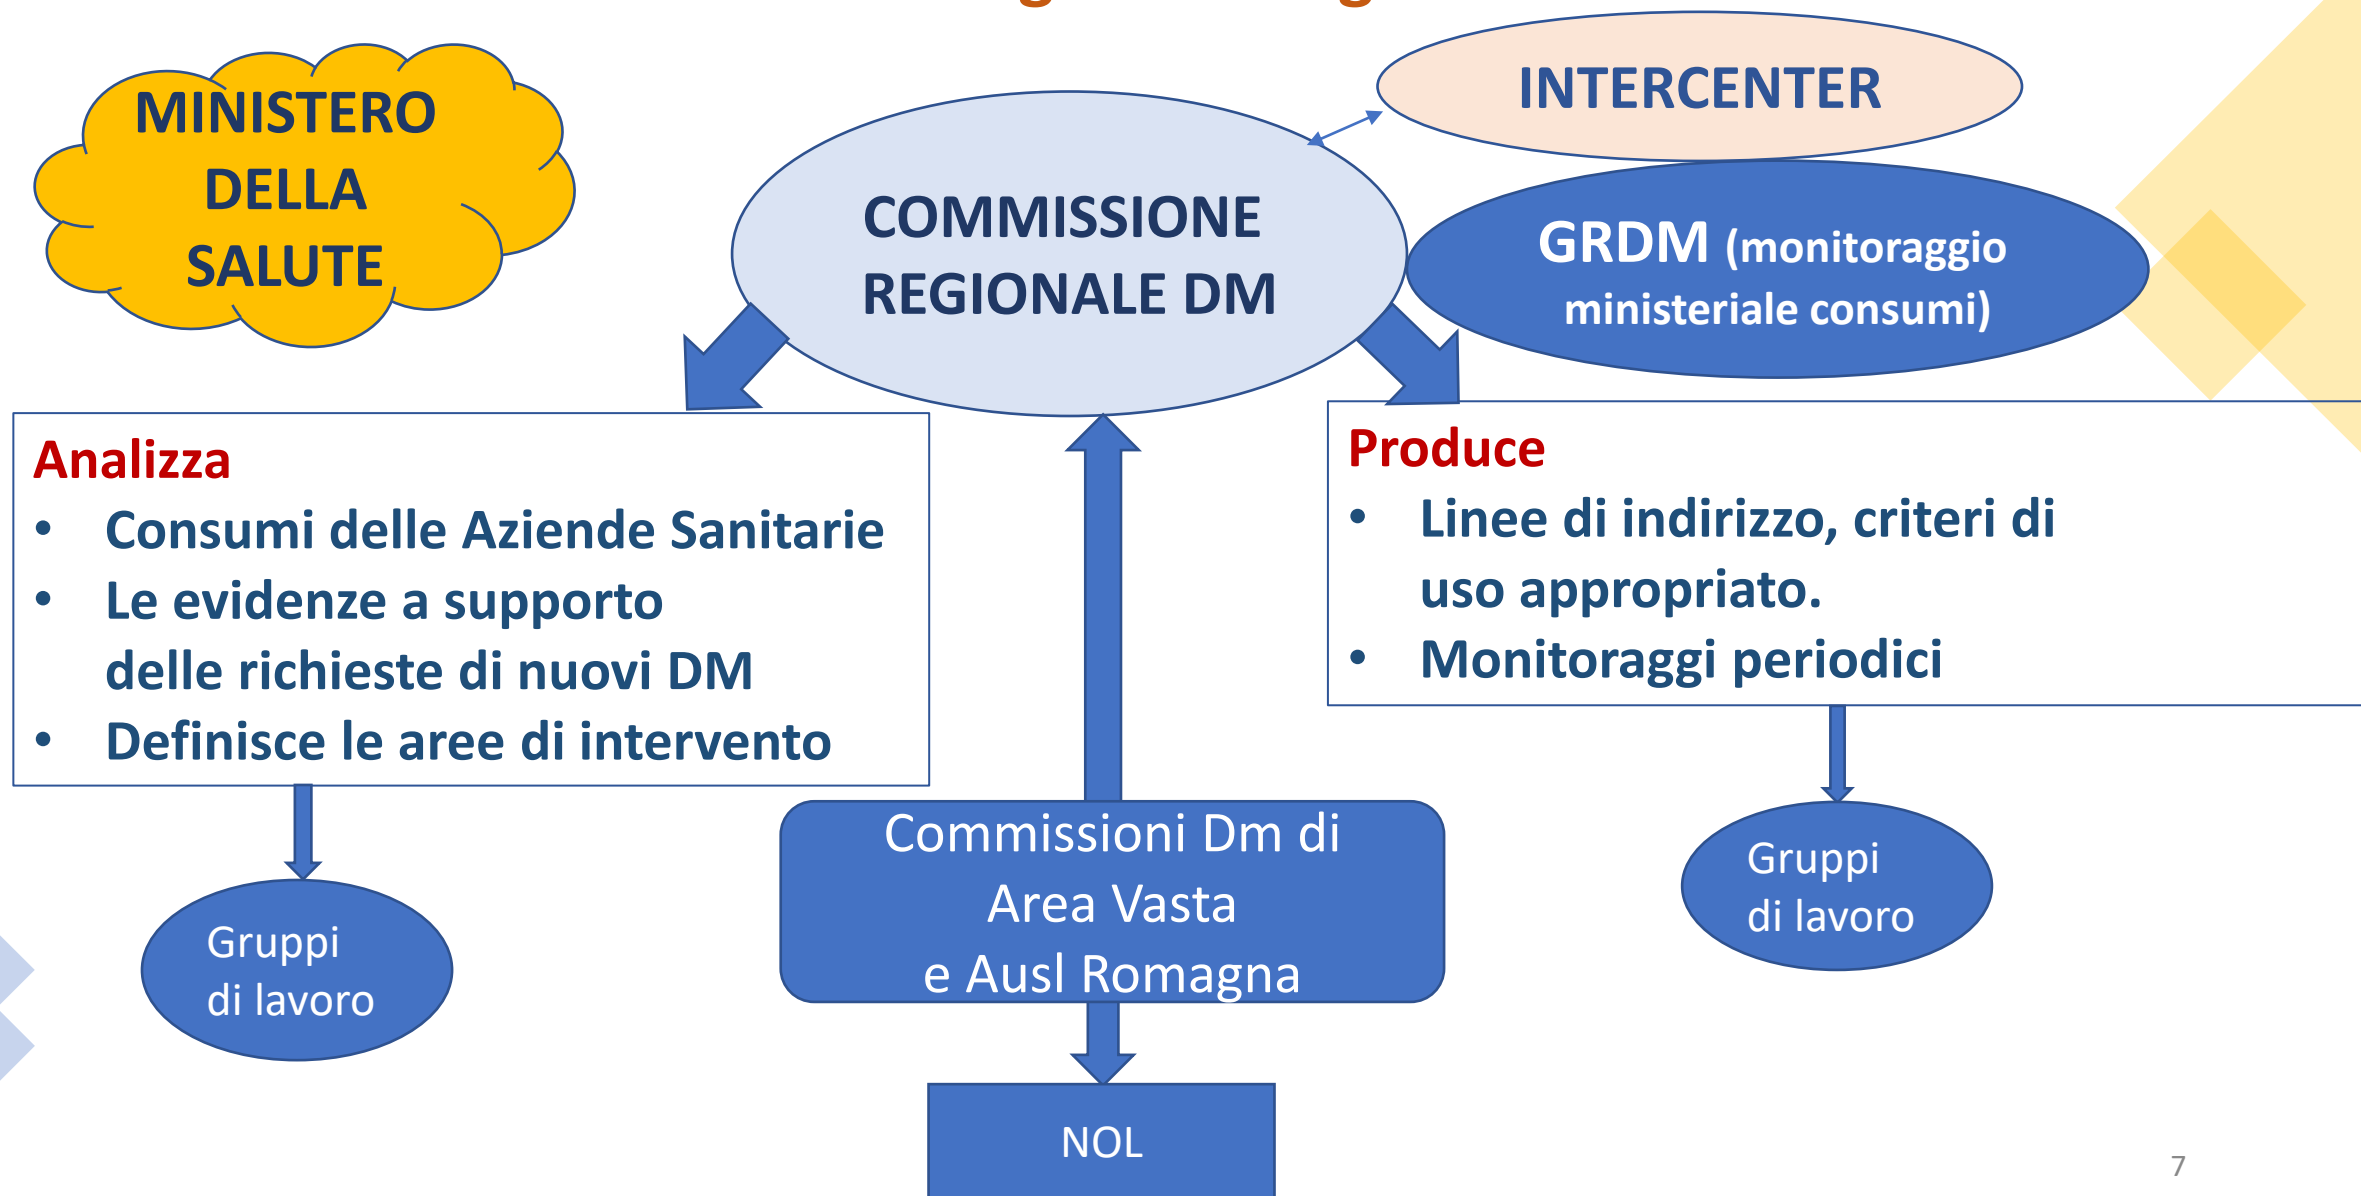 MINISTERO
DELLA
SALUTE
INTERCENTER
COMMISSIONE
REGIONALE DM
GRDM (monitoraggio
ministeriale consumi)
Analizza
• Consumi delle Aziende Sanitarie
• Le evidenze a supporto
delle richieste di nuovi DM
• Definisce le aree di intervento
Produce
• Linee di indirizzo, criteri di
uso appropriato.
• Monitoraggi periodici
Commissioni Dm di
Area Vasta
e Ausl Romagna
Gruppi
di lavoro
Gruppi
di lavoro
NOL
7